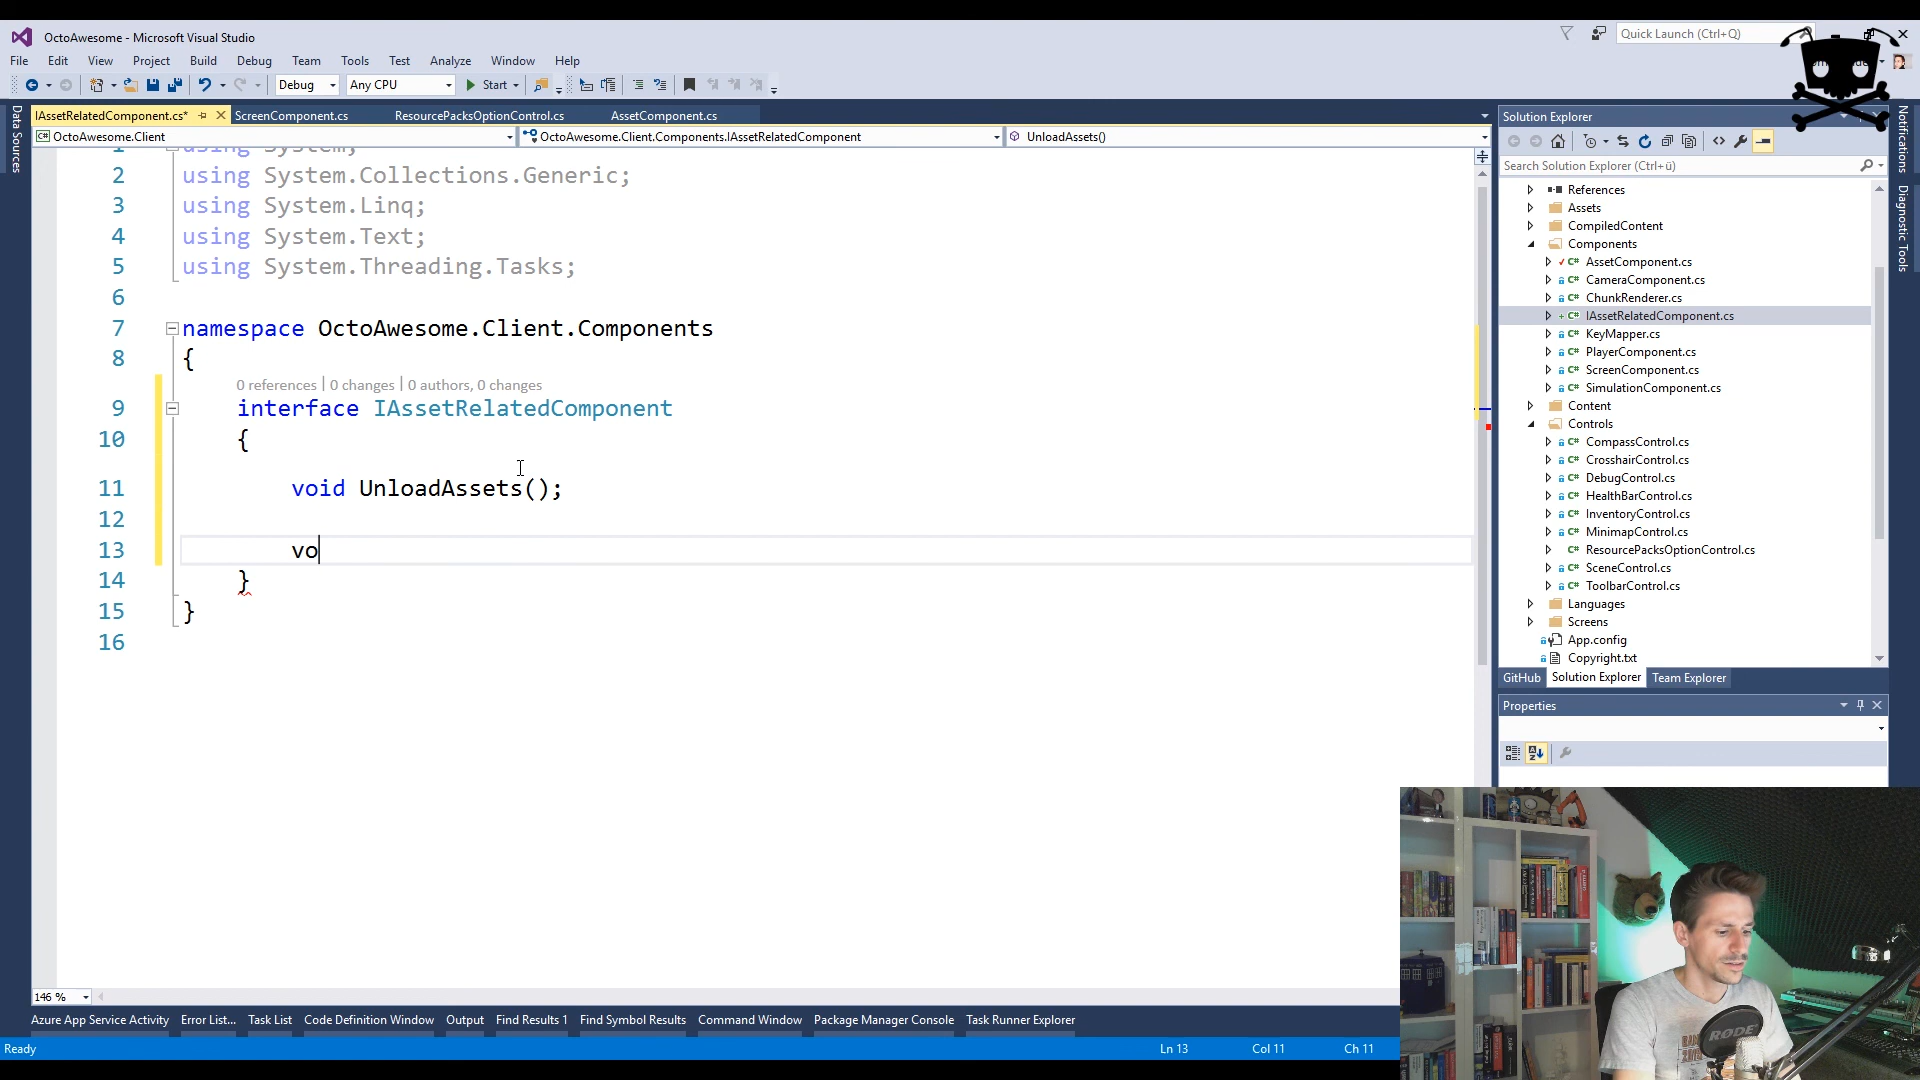 OctoAwesome - Microsoft Visual Studio
Quick Launch (Ctrl+Q)
File Edit View Project Build Debug Team Tools Test Analyze Window Help
Debug Any CPU Start
Data Sources
IAssetRelatedComponent.cs* ScreenComponent.cs ResourcePacksOptionControl.cs AssetComponent.cs
OctoAwesome.Client OctoAwesome.Client.Components.IAssetRelatedComponent UnloadAssets()
1 using System;
2 using System.Collections.Generic;
3 using System.Linq;
4 using System.Text;
5 using System.Threading.Tasks;
6
7 namespace OctoAwesome.Client.Components
8 {
0 references | 0 changes | 0 authors, 0 changes
9 interface IAssetRelatedComponent
10 {
11 void UnloadAssets();
12
13 vo
14 }
15 }
16
146 %
Solution Explorer
Search Solution Explorer (Ctrl+ü)
References
Assets
CompiledContent
Components
AssetComponent.cs
CameraComponent.cs
ChunkRenderer.cs
IAssetRelatedComponent.cs
KeyMapper.cs
PlayerComponent.cs
ScreenComponent.cs
SimulationComponent.cs
Content
Controls
CompassControl.cs
CrosshairControl.cs
DebugControl.cs
HealthBarControl.cs
InventoryControl.cs
MinimapControl.cs
ResourcePacksOptionControl.cs
SceneControl.cs
ToolbarControl.cs
Languages
Screens
App.config
Copyright.txt
GitHub Solution Explorer Team Explorer
Properties
Notifications
Diagnostic Tools
Azure App Service Activity Error List... Task List Code Definition Window Output Find Results 1 Find Symbol Results Command Window Package Manager Console Task Runner Explorer
Ready Ln 13 Col 11 Ch 11
RØDE